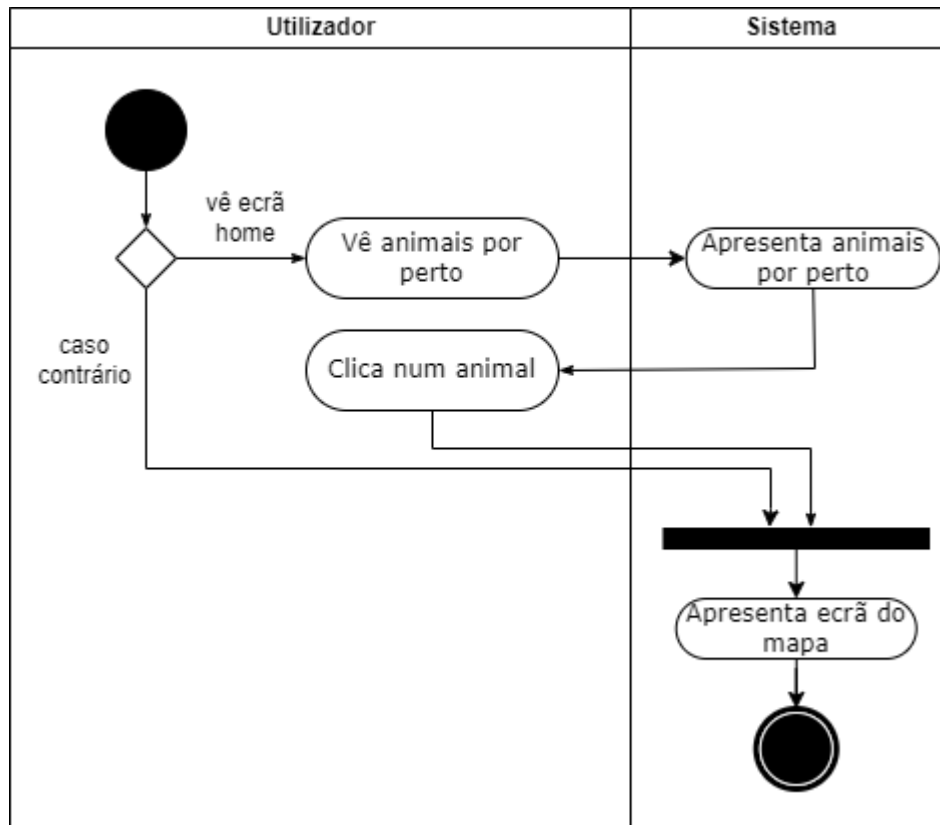 Utilizador
Sistema
vê ecrã
home
Vê animais por
perto
Apresenta animais
por perto
caso
contrário
Clica num animal
Apresenta ecrã do
mapa